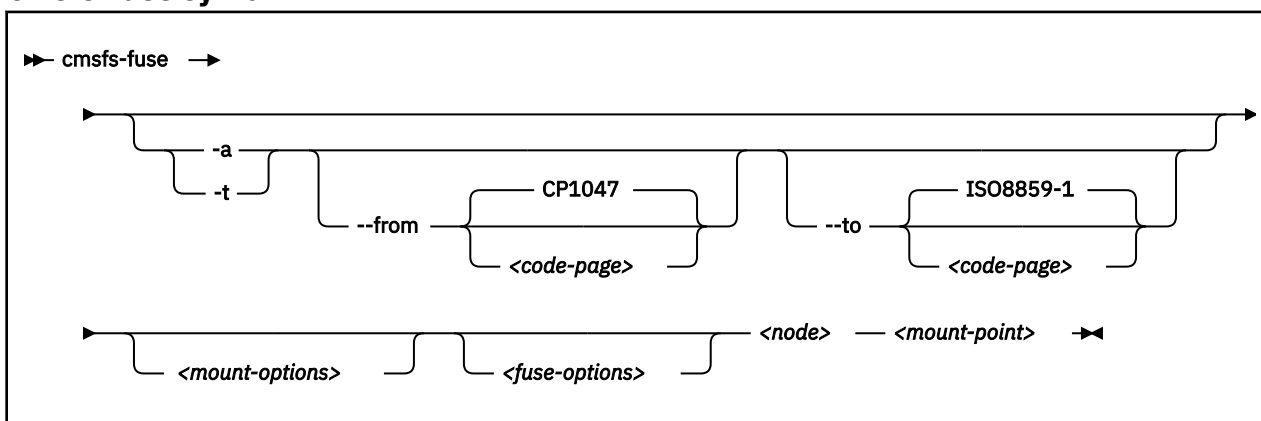 cmsfs-fuse
-a
-t
CP1047
ISO8859-1
--from
--to
<code-page>
<code-page>
<node>
<mount-point>
<mount-options>
<fuse-options>